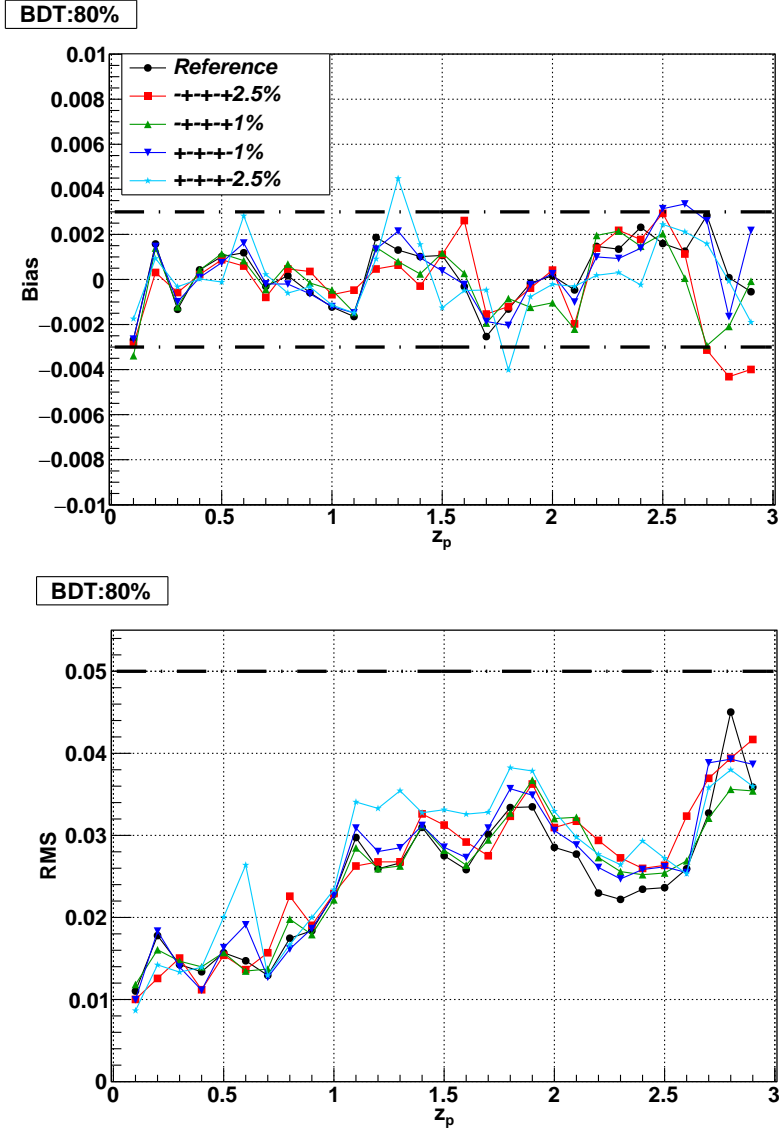 BDT:80%
0.01
0.008
0.006
0.004
0.002
0
−0.002
−0.004
−0.006
−0.008
−0.01
Bias
Reference
-+-+-+2.5%
-+-+-+1%
+-+-+-1%
+-+-+-2.5%
0 0.5 1 1.5 2 2.5 3
z_p
BDT:80%
0.05
0.04
0.03
0.02
0.01
0
RMS
0 0.5 1 1.5 2 2.5 3
z_p